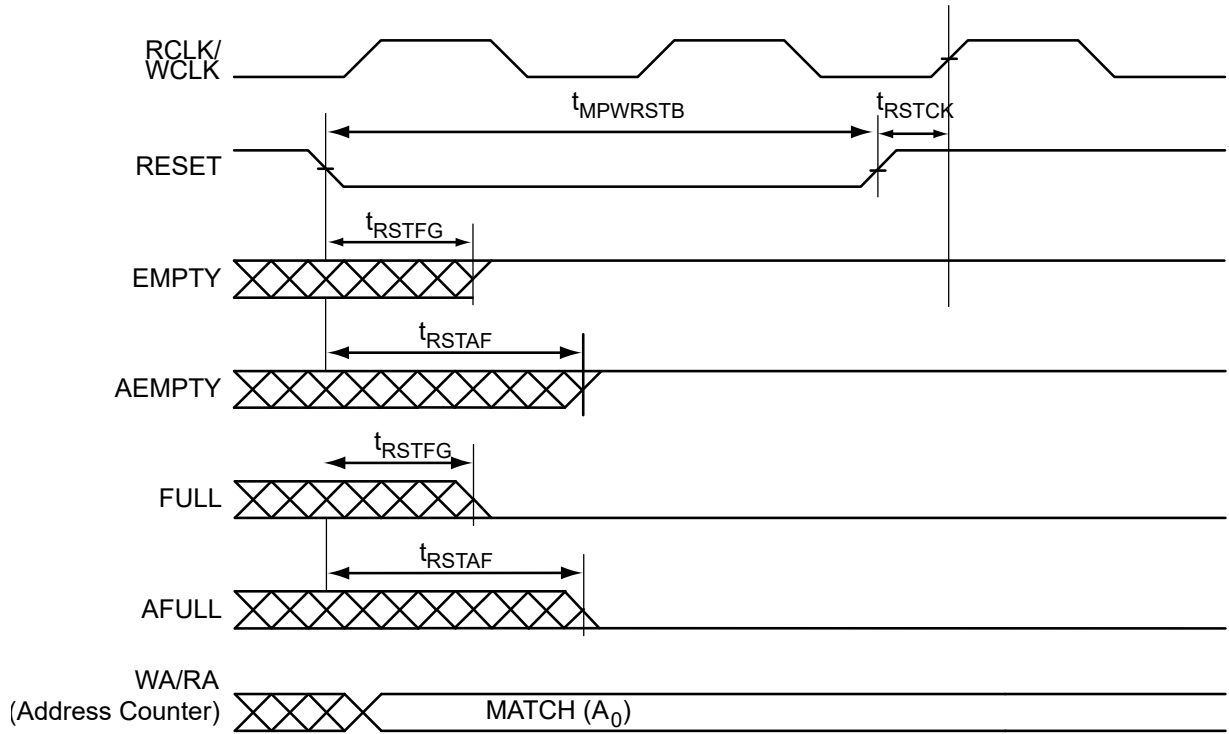 RCLK/
WCLK
tMPWRSTB
tRSTCK
RESET
tRSTFG
EMPTY
tRSTAF
AEMPTY
tRSTFG
FULL
tRSTAF
AFULL
WA/RA
(Address Counter)
MATCH (A0)